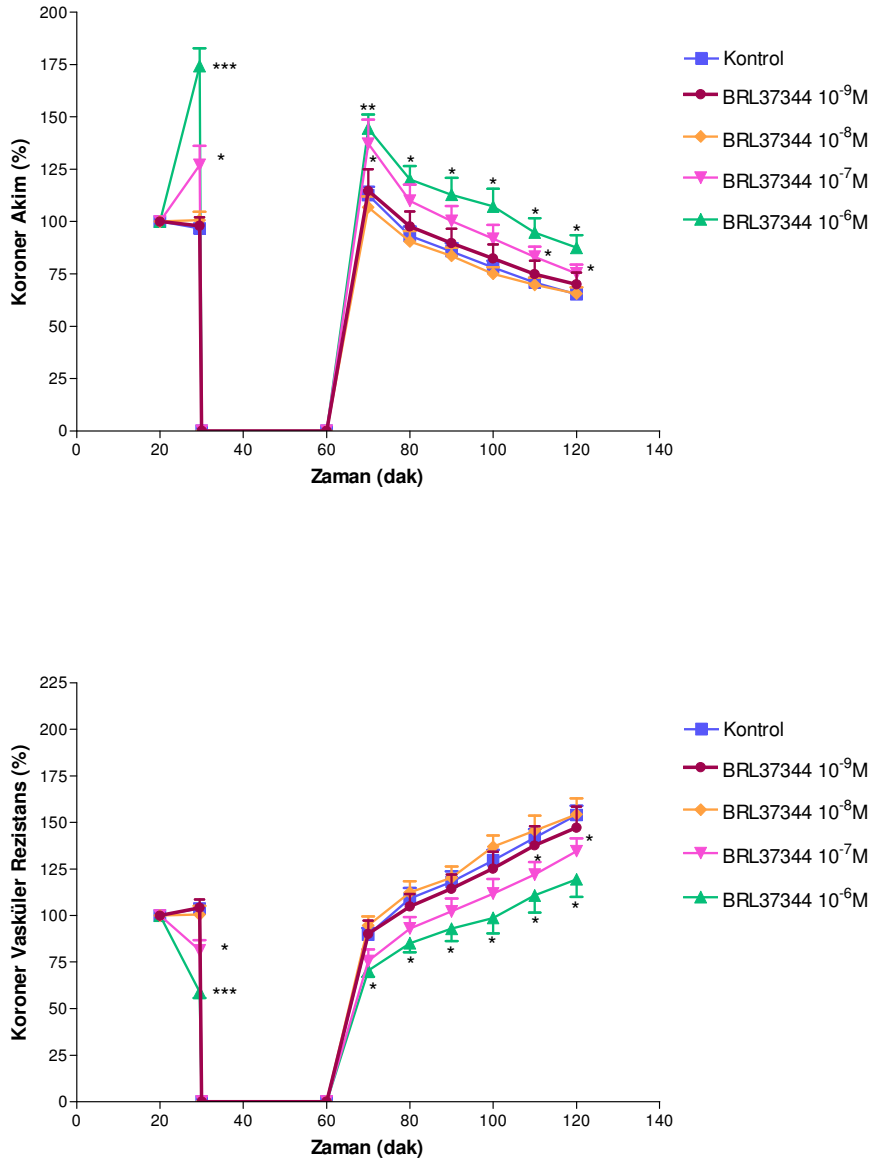 200
175
150
125
100
75
50
25
0
Koroner Akim (%)
***
*
**
*
*
*
*
*
*
*
*
0 20 40 60 80 100 120 140
Zaman (dak)
Kontrol
BRL37344 10⁻⁹M
BRL37344 10⁻⁸M
BRL37344 10⁻⁷M
BRL37344 10⁻⁶M
225
200
175
150
125
100
75
50
25
0
Koroner Vasküler Rezistans (%)
*
***
*
*
*
*
*
*
*
*
0 20 40 60 80 100 120 140
Zaman (dak)
Kontrol
BRL37344 10⁻⁹M
BRL37344 10⁻⁸M
BRL37344 10⁻⁷M
BRL37344 10⁻⁶M